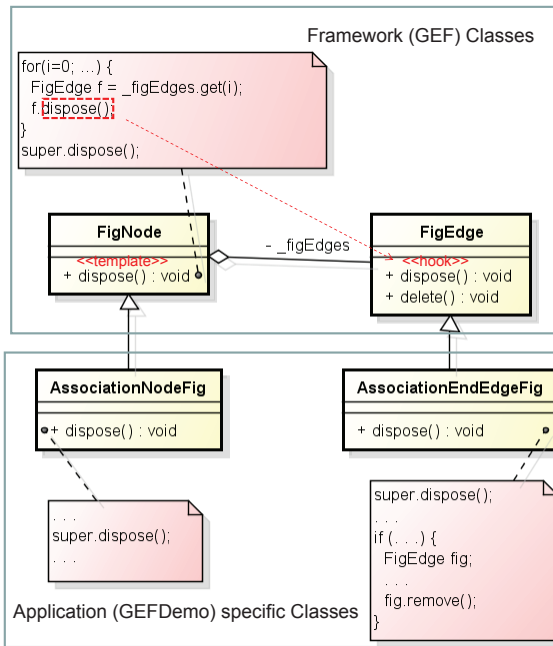 Framework (GEF) Classes
for(i=0; ...) {
FigEdge f = _figEdges.get(i);
f.dispose();
}
super.dispose();
FigNode
<<template>>
+ dispose() : void
- _figEdges
FigEdge
<<hook>>
+ dispose() : void
+ delete() : void
AssociationNodeFig
+ dispose() : void
AssociationEndEdgeFig
+ dispose() : void
. . .
super.dispose();
. . .
super.dispose();
. . .
if (. . .) {
FigEdge fig;
. . .
fig.remove();
}
Application (GEFDemo) specific Classes